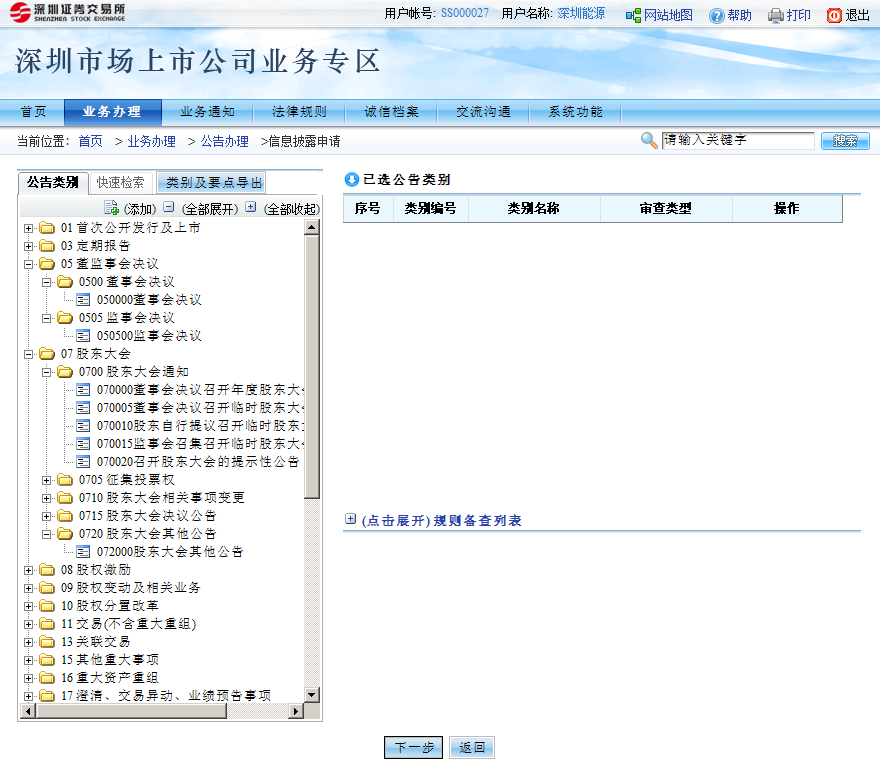 深圳证券交易所
SHENZHEN STOCK EXCHANGE
用户帐号: SS000027 用户名称: 深圳能源 网站地图 帮助 打印 退出
深圳市场上市公司业务专区
首页 业务办理 业务通知 法律规则 诚信档案 交流沟通 系统功能
当前位置: 首页 > 业务办理 > 公告办理 >信息披露申请
请输入关键字 搜索
公告类别 快速检索 类别及要点导出
(添加) (全部展开) (全部收起)
01 首次公开发行及上市
03 定期报告
05 董监事会决议
0500 董事会决议
050000董事会决议
0505 监事会决议
050500监事会决议
07 股东大会
0700 股东大会通知
070000董事会决议召开年度股东大
070005董事会决议召开临时股东大
070010股东自行提议召开临时股东
070015监事会召集召开临时股东大
070020召开股东大会的提示性公告
0705 征集投票权
0710 股东大会相关事项变更
0715 股东大会决议公告
0720 股东大会其他公告
072000股东大会其他公告
08 股权激励
09 股权变动及相关业务
10 股权分置改革
11 交易(不含重大重组)
13 关联交易
15 其他重大事项
16 重大资产重组
17 澄清、交易异动、业绩预告事项
已选公告类别
序号 类别编号 类别名称 审查类型 操作
(点击展开) 规则备查列表
下一步 返回